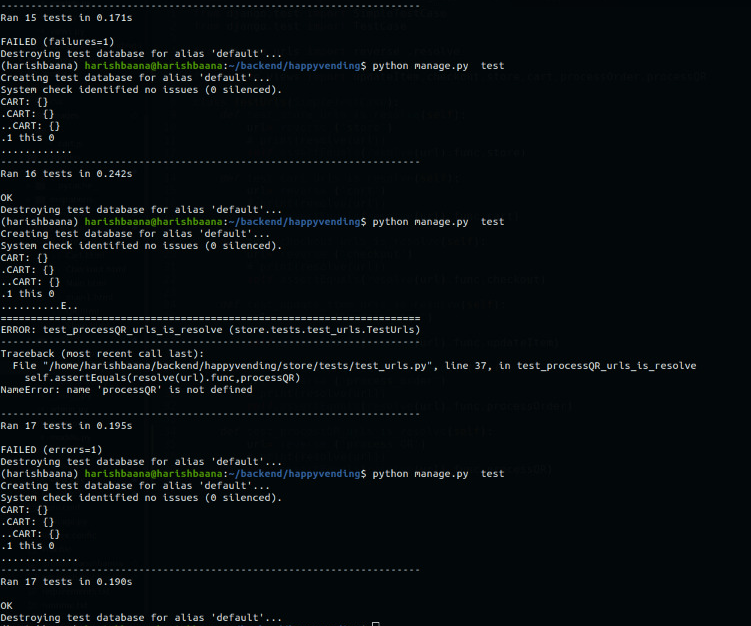 ----------------------------------------------------------------------
Ran 15 tests in 0.171s
FAILED (failures=1)
Destroying test database for alias 'default'...
(harishbaana) harishbaana@harishbaana:~/backend/happyvending$ python manage.py  test
Creating test database for alias 'default'...
System check identified no issues (0 silenced).
CART: {}
.CART: {}
..CART: {}
.1 this 0
............
----------------------------------------------------------------------
Ran 16 tests in 0.242s
OK
Destroying test database for alias 'default'...
(harishbaana) harishbaana@harishbaana:~/backend/happyvending$ python manage.py  test
Creating test database for alias 'default'...
System check identified no issues (0 silenced).
CART: {}
.CART: {}
..CART: {}
.1 this 0
..........E..
======================================================================
ERROR: test_processQR_urls_is_resolve (store.tests.test_urls.TestUrls)
----------------------------------------------------------------------
Traceback (most recent call last):
  File "/home/harishbaana/backend/happyvending/store/tests/test_urls.py", line 37, in test_processQR_urls_is_resolve
    self.assertEquals(resolve(url).func,processQR)
NameError: name 'processQR' is not defined
----------------------------------------------------------------------
Ran 17 tests in 0.195s
FAILED (errors=1)
Destroying test database for alias 'default'...
(harishbaana) harishbaana@harishbaana:~/backend/happyvending$ python manage.py  test
Creating test database for alias 'default'...
System check identified no issues (0 silenced).
CART: {}
.CART: {}
..CART: {}
.1 this 0
.............
----------------------------------------------------------------------
Ran 17 tests in 0.190s
OK
Destroying test database for alias 'default'...